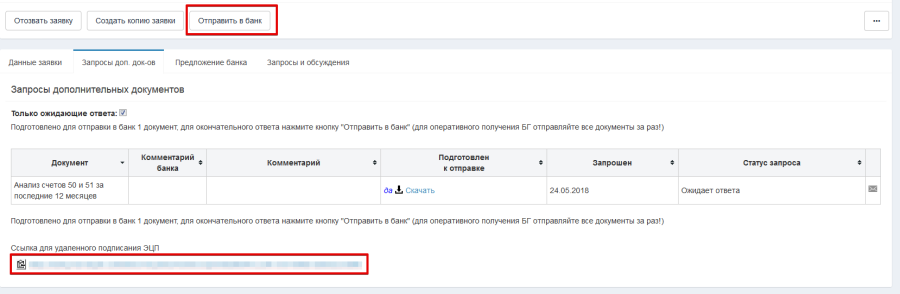 Отозвать заявку Создать копию заявки Отправить в банк ...
Данные заявки Запросы доп. док-ов Предложение банка Запросы и обсуждения
Запросы дополнительных документов
Только ожидающие ответа:
Подготовлено для отправки в банк 1 документ, для окончательного ответа нажмите кнопку "Отправить в банк" (для оперативного получения БГ отправляйте все документы за раз!)
Документ Комментарий банка Комментарий Подготовлен к отправке Запрошен Статус запроса
Анализ счетов 50 и 51 за последние 12 месяцев да Скачать 24.05.2018 Ожидает ответа
Подготовлено для отправки в банк 1 документ, для окончательного ответа нажмите кнопку "Отправить в банк" (для оперативного получения БГ отправляйте все документы за раз!)
Ссылка для удаленного подписания ЭЦП